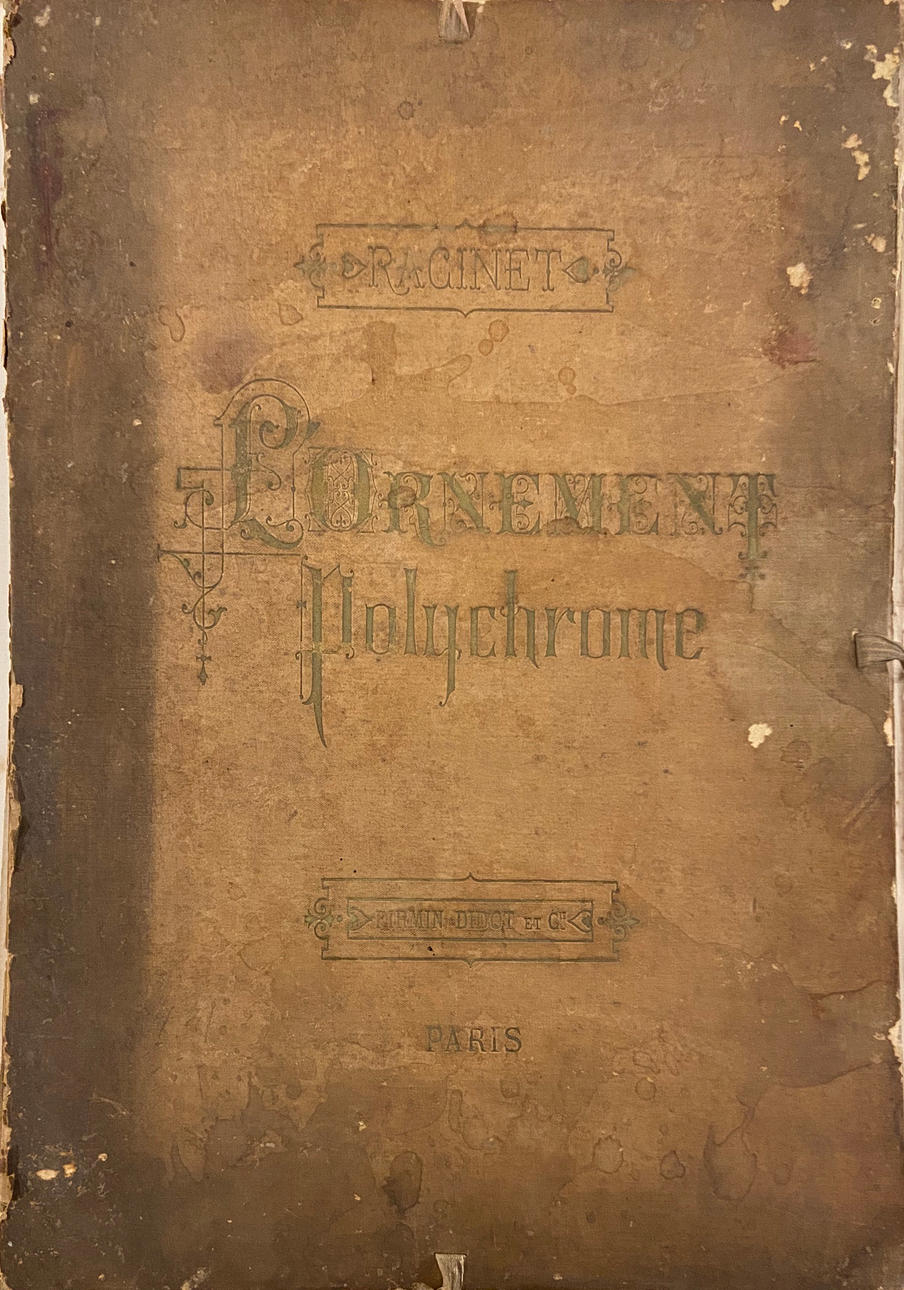 RACINET
L'ORNEMENT
Polychrome
FIRMIN-DIDOT ET Cie
PARIS